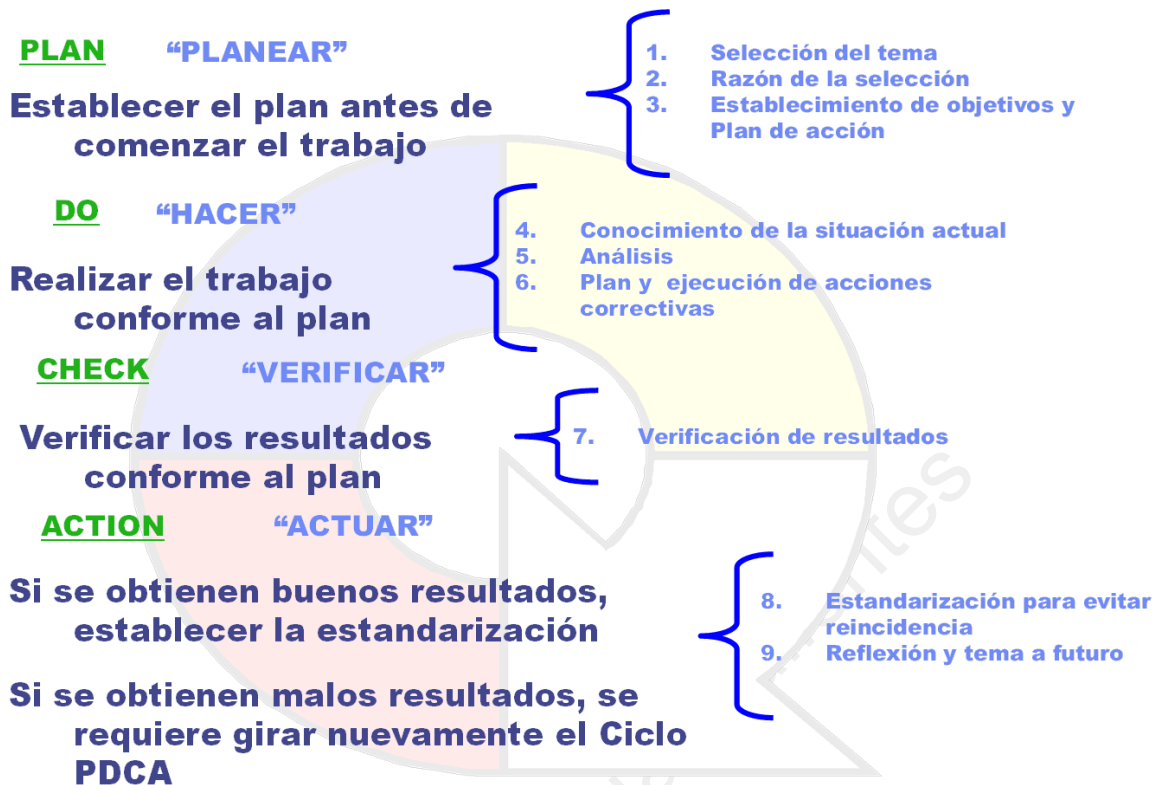 PLAN “PLANEAR”
Establecer el plan antes de
comenzar el trabajo
1. Selección del tema
2. Razón de la selección
3. Establecimiento de objetivos y
Plan de acción
DO “HACER”
Realizar el trabajo
conforme al plan
4. Conocimiento de la situación actual
5. Análisis
6. Plan y ejecución de acciones
correctivas
CHECK “VERIFICAR”
Verificar los resultados
conforme al plan
7. Verificación de resultados
ACTION “ACTUAR”
Si se obtienen buenos resultados,
establecer la estandarización
Si se obtienen malos resultados, se
requiere girar nuevamente el Ciclo
PDCA
8. Estandarización para evitar
reincidencia
9. Reflexión y tema a futuro